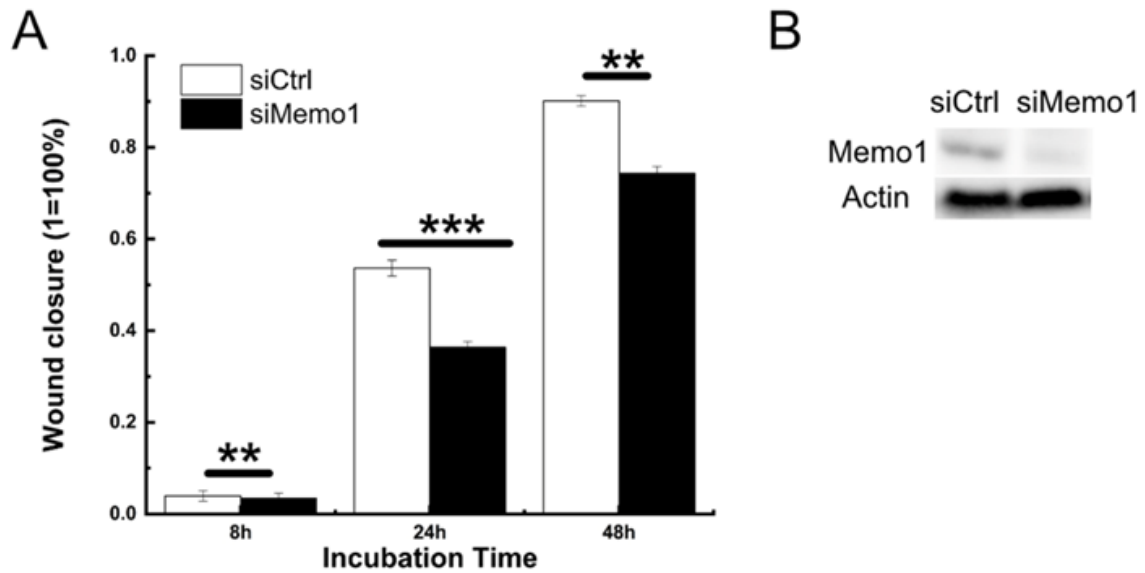 A
Wound closure (1=100%)
1.0
0.8
0.6
0.4
0.2
0.0
siCtrl
siMemo1
**
***
**
8h
24h
48h
Incubation Time
B
siCtrl siMemo1
Memo1
Actin